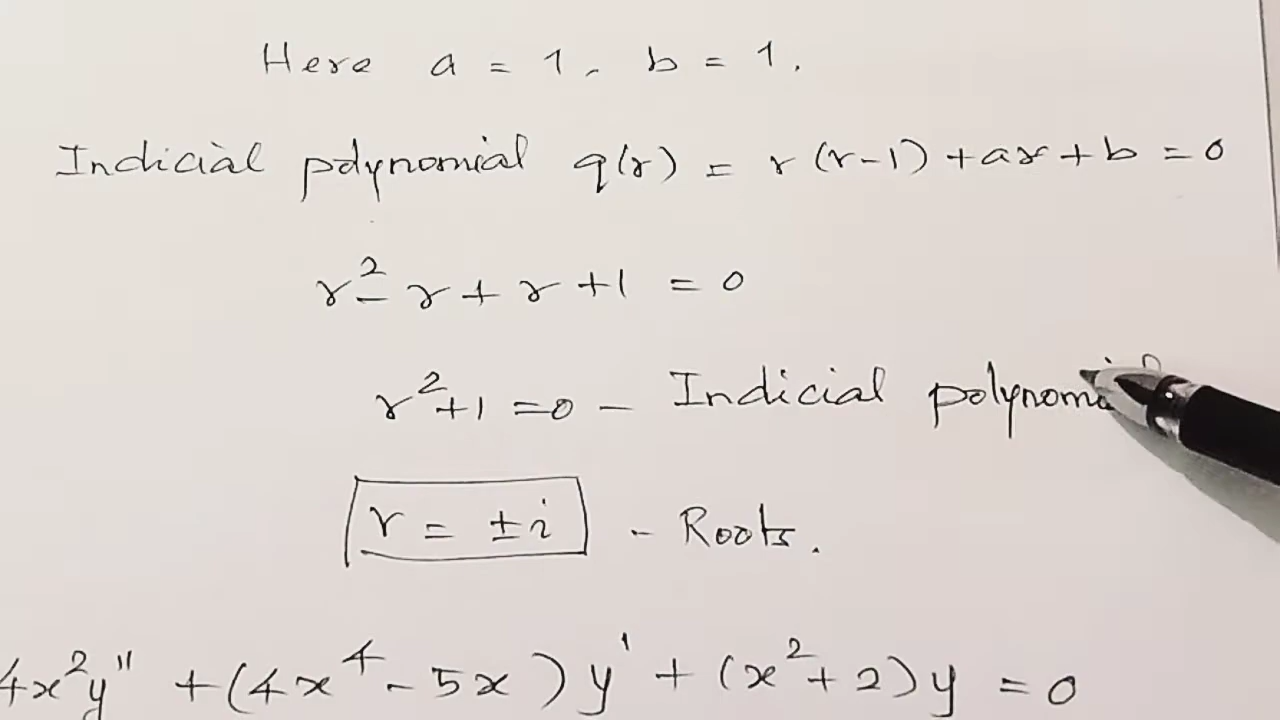 Here a = 1, b = 1.
Indicial polynomial q(r) = r(r-1)+ar+b=0
r² - r + r +1 = 0
r²+1 =0 – Indicial
r = ±i - Roots.
4x²y" + (4x⁴ - 5x) y' + (x²+2)y = 0